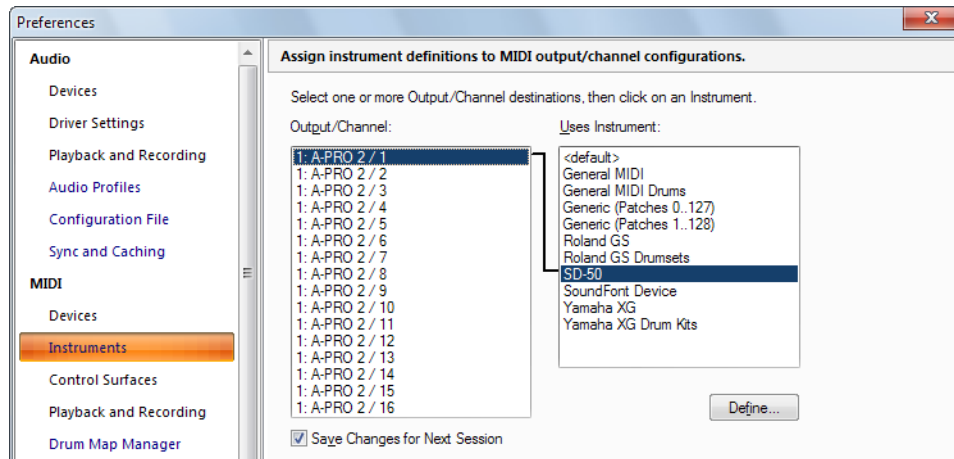 Preferences
Audio
Devices
Driver Settings
Playback and Recording
Audio Profiles
Configuration File
Sync and Caching
MIDI
Devices
Instruments
Control Surfaces
Playback and Recording
Drum Map Manager
Assign instrument definitions to MIDI output/channel configurations.
Select one or more Output/Channel destinations, then click on an Instrument.
Output/Channel:
1: A-PRO 2 / 1
1: A-PRO 2 / 2
1: A-PRO 2 / 3
1: A-PRO 2 / 4
1: A-PRO 2 / 5
1: A-PRO 2 / 6
1: A-PRO 2 / 7
1: A-PRO 2 / 8
1: A-PRO 2 / 9
1: A-PRO 2 / 10
1: A-PRO 2 / 11
1: A-PRO 2 / 12
1: A-PRO 2 / 13
1: A-PRO 2 / 14
1: A-PRO 2 / 15
1: A-PRO 2 / 16
Uses Instrument:
<default>
General MIDI
General MIDI Drums
Generic (Patches 0..127)
Generic (Patches 1..128)
Roland GS
Roland GS Drumsets
SD-50
SoundFont Device
Yamaha XG
Yamaha XG Drum Kits
Define...
Save Changes for Next Session